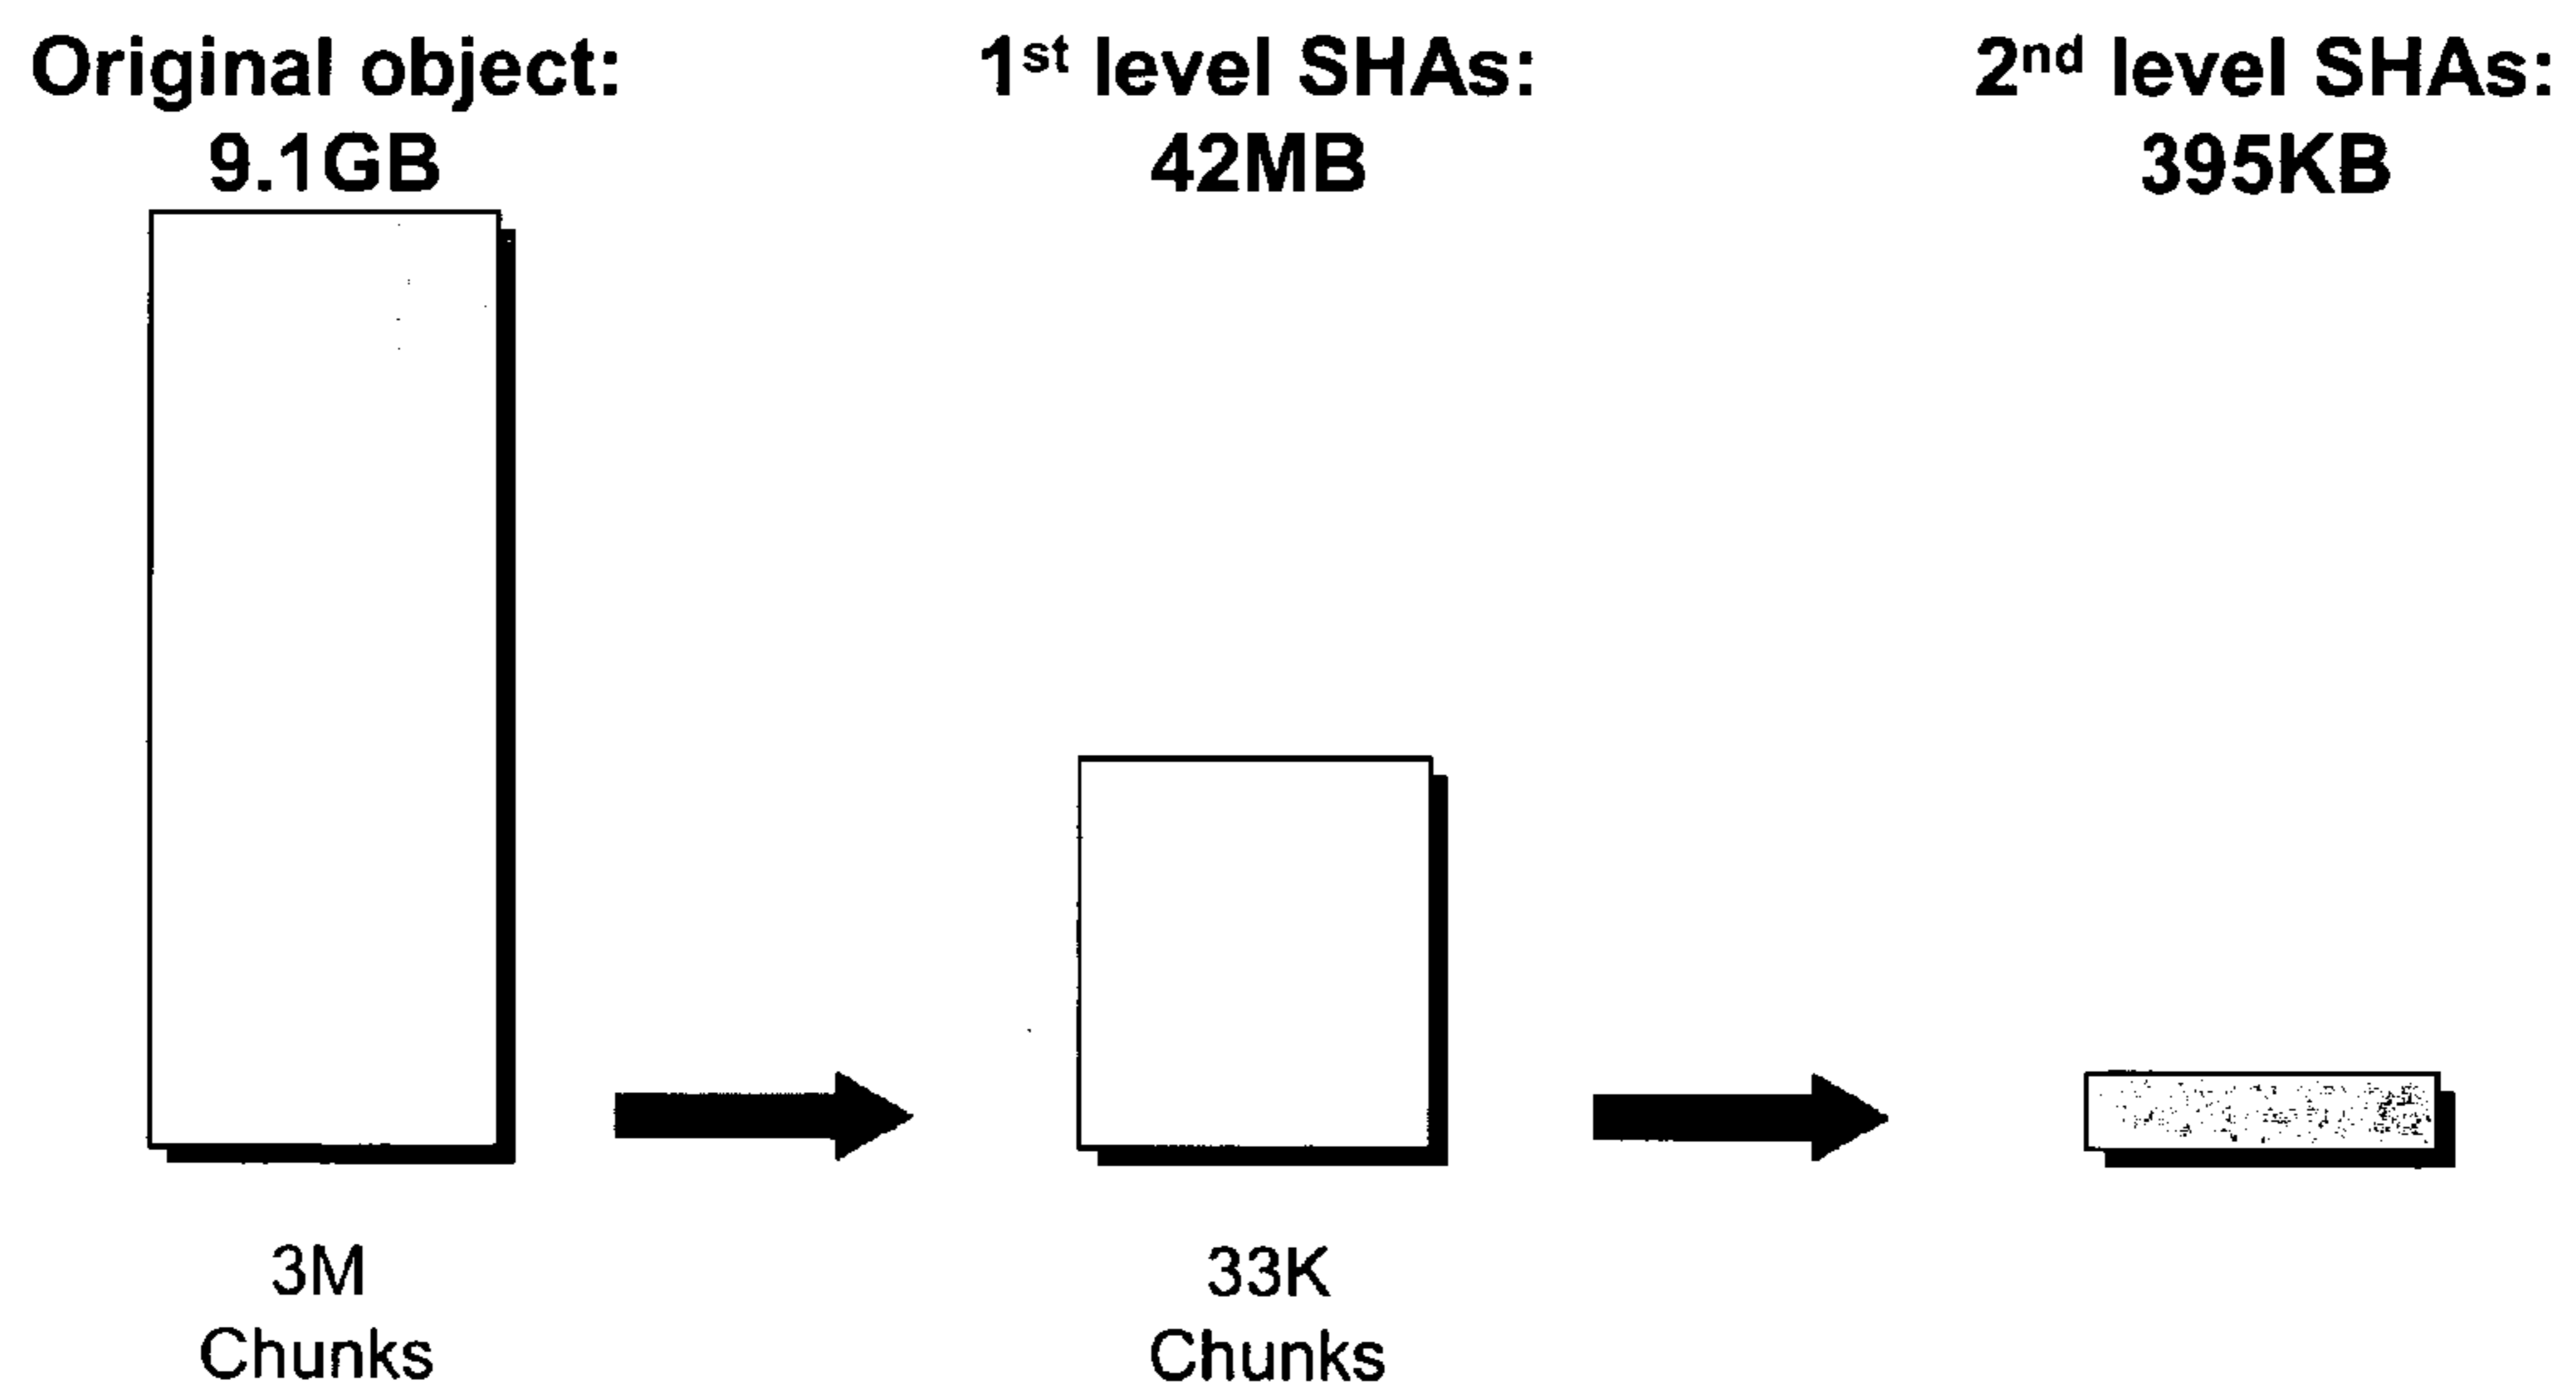 Original object:
9.1GB
1st level SHAs:
42MB
2nd level SHAs:
395KB
3M
Chunks
33K
Chunks